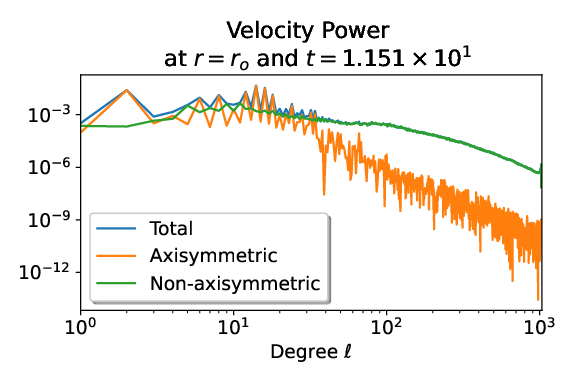 Velocity Power
at $r = r_o$ and $t = 1.151 \times 10^1$
$10^{-3}$
$10^{-6}$
$10^{-9}$
$10^{-12}$
Total
Axisymmetric
Non-axisymmetric
$10^0$ $10^1$ $10^2$ $10^3$
Degree ℓ